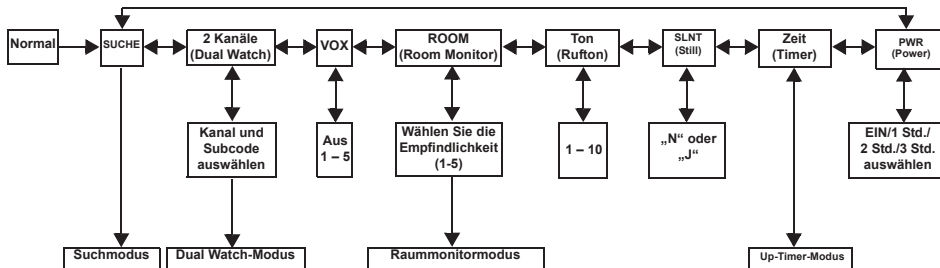 Normal
SUCHE
2 Kanäle
(Dual Watch)
VOX
ROOM
(Room Monitor)
Ton
(Rufton)
SLNT
(Still)
Zeit
(Timer)
PWR
(Power)
Kanal und
Subcode
auswählen
Aus
1 – 5
Wählen Sie die
Empfindlichkeit
(1-5)
1 – 10
„N“ oder
„J“
EIN/1 Std./
2 Std./3 Std.
auswählen
Suchmodus
Dual Watch-Modus
Raummonitormodus
Up-Timer-Modus